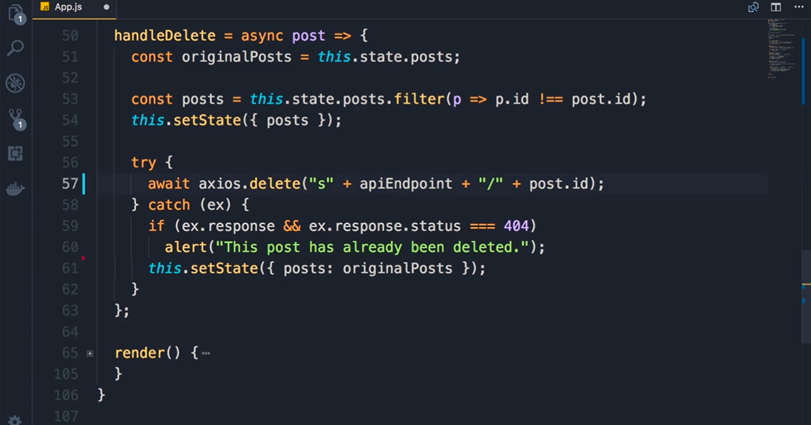 1
JS App.js
50 handleDelete = async post => {
51 const originalPosts = this.state.posts;
52
53 const posts = this.state.posts.filter(p => p.id !== post.id);
54 this.setState({ posts });
55
56 try {
57 await axios.delete("s" + apiEndpoint + "/" + post.id);
58 } catch (ex) {
59 if (ex.response && ex.response.status === 404)
60 alert("This post has already been deleted.");
61 this.setState({ posts: originalPosts });
62 }
63 };
64
65 render() { ⋯
105 }
106 }
107
1